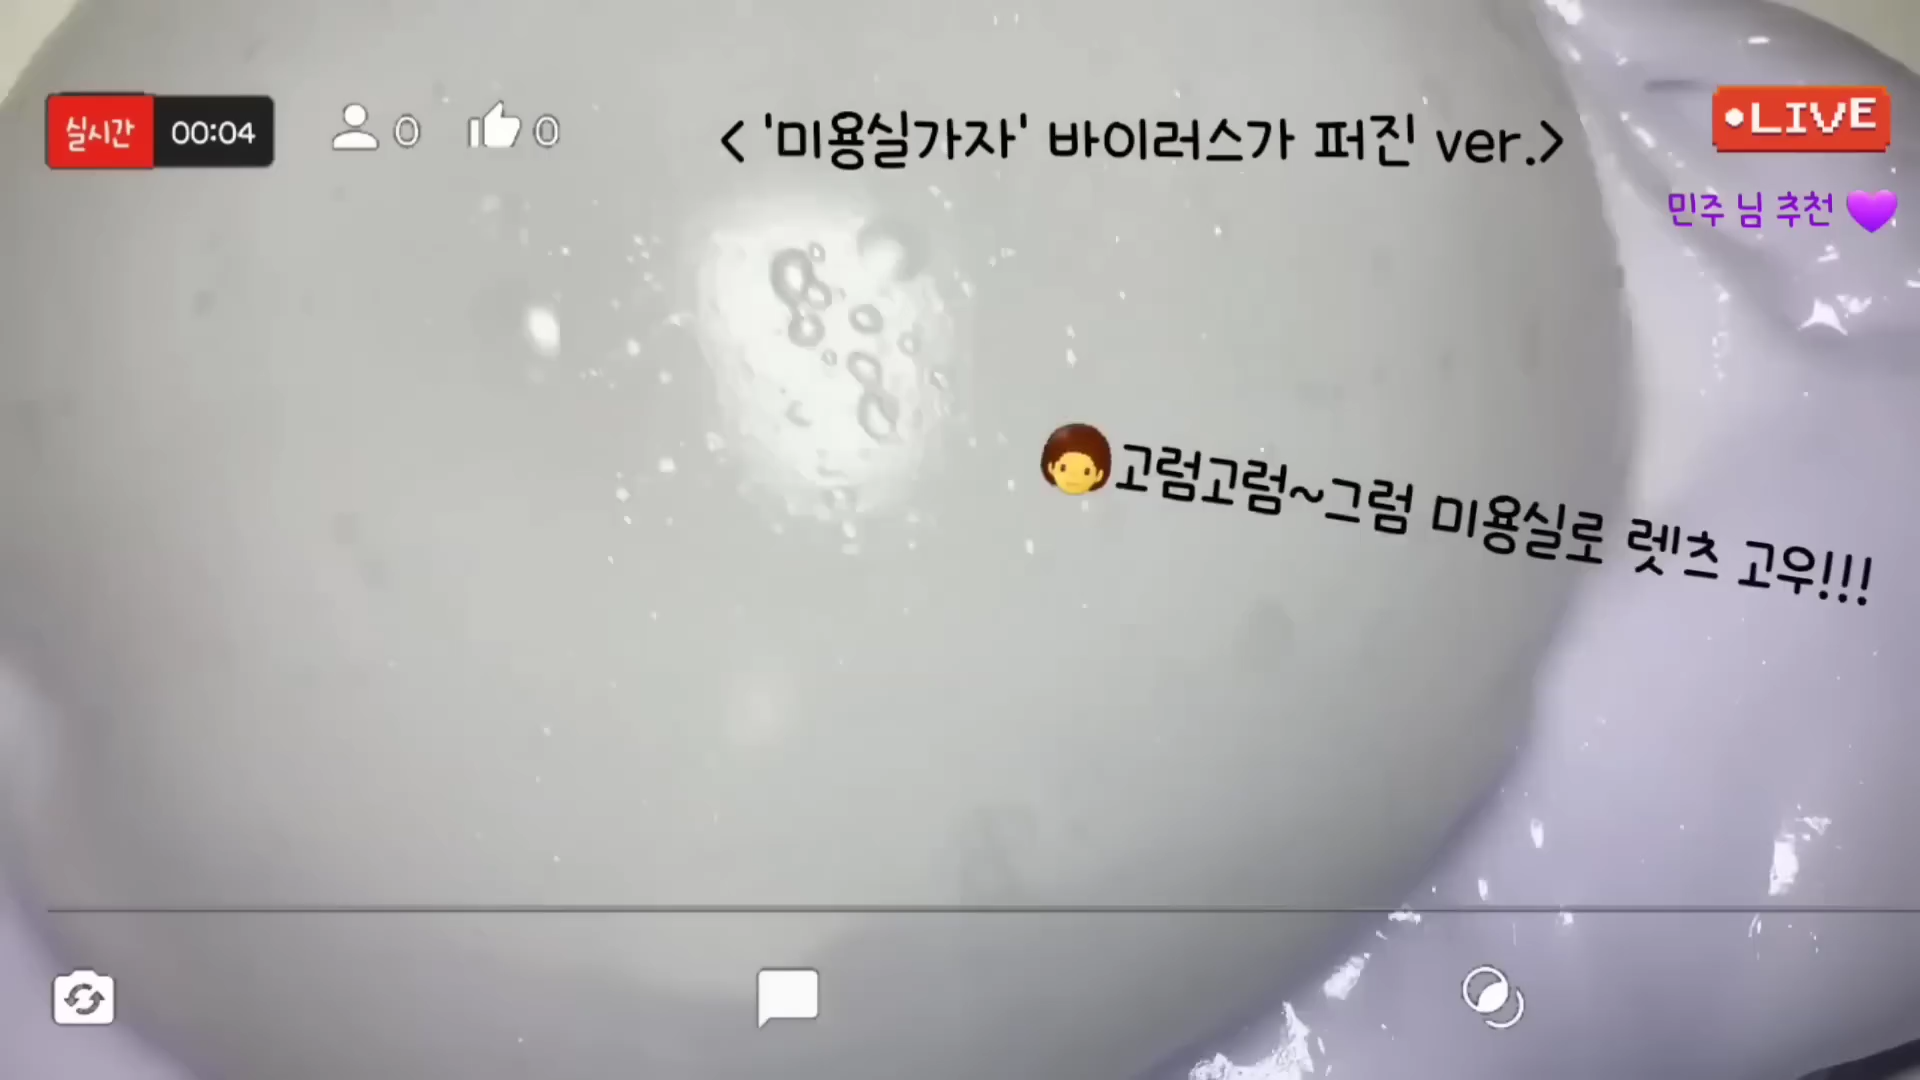 실시간 00:04 0 0
< '미용실가자' 바이러스가 퍼진 ver.>
•LIVE
민주 님 추천 💜
고럼고럼~그럼 미용실로 렛츠 고우!!!